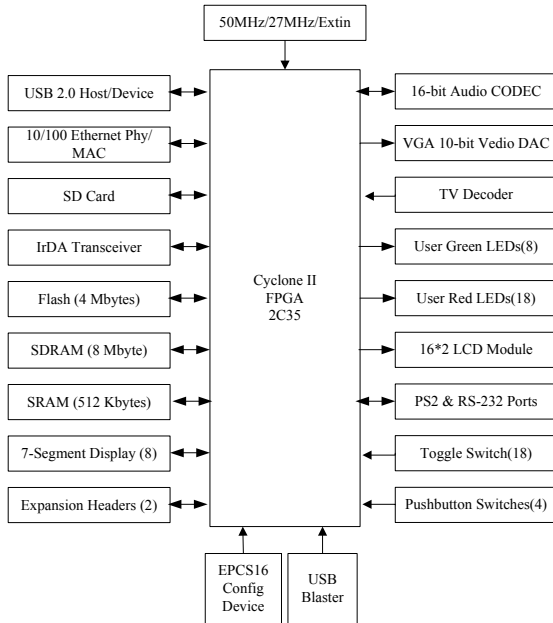 50MHz/27MHz/Extin
USB 2.0 Host/Device
10/100 Ethernet Phy/
MAC
SD Card
IrDA Transceiver
Flash (4 Mbytes)
SDRAM (8 Mbyte)
SRAM (512 Kbytes)
7-Segment Display (8)
Expansion Headers (2)
Cyclone II
FPGA
2C35
16-bit Audio CODEC
VGA 10-bit Vedio DAC
TV Decoder
User Green LEDs(8)
User Red LEDs(18)
16*2 LCD Module
PS2 & RS-232 Ports
Toggle Switch(18)
Pushbutton Switches(4)
EPCS16
Config
Device
USB
Blaster